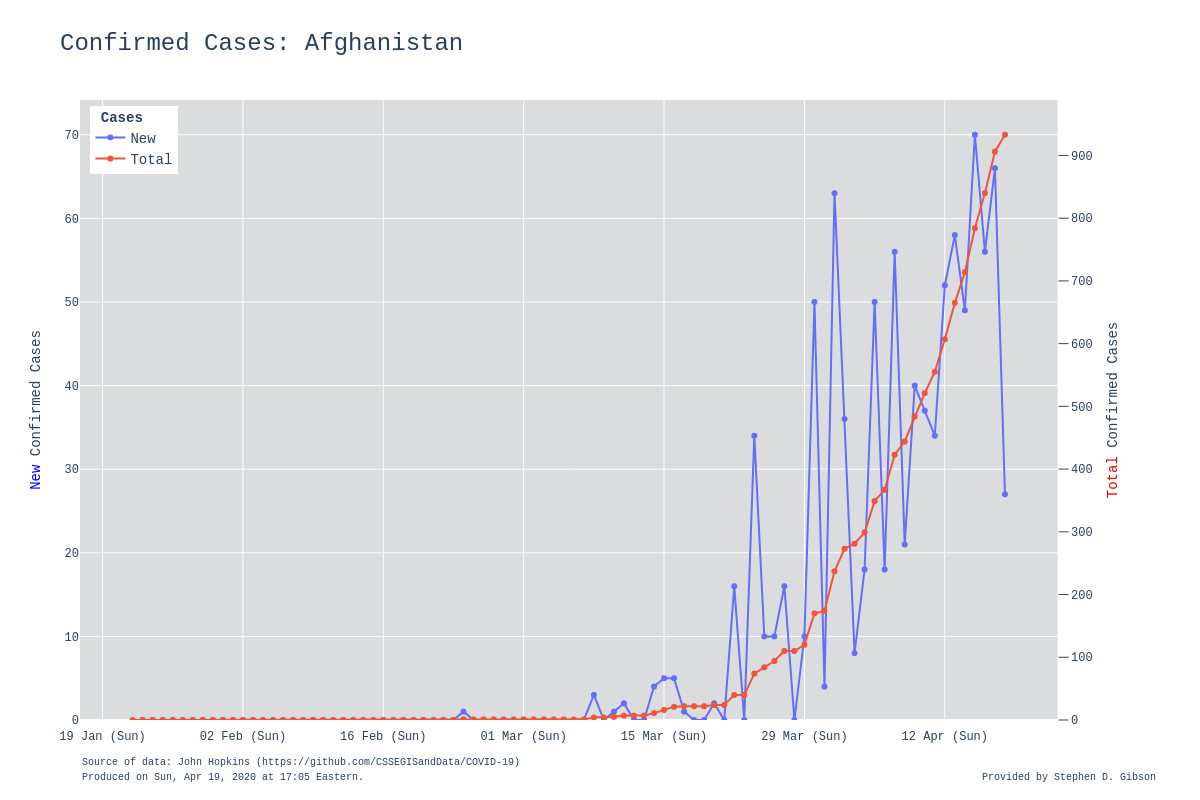 Confirmed Cases: Afghanistan
Cases
New
Total
70
60
50
40
30
20
10
0
New Confirmed Cases
900
800
700
600
500
400
300
200
100
0
Total Confirmed Cases
19 Jan (Sun)
02 Feb (Sun)
16 Feb (Sun)
01 Mar (Sun)
15 Mar (Sun)
29 Mar (Sun)
12 Apr (Sun)
Source of data: John Hopkins (https://github.com/CSSEGISandData/COVID-19)
Produced on Sun, Apr 19, 2020 at 17:05 Eastern.
Provided by Stephen D. Gibson